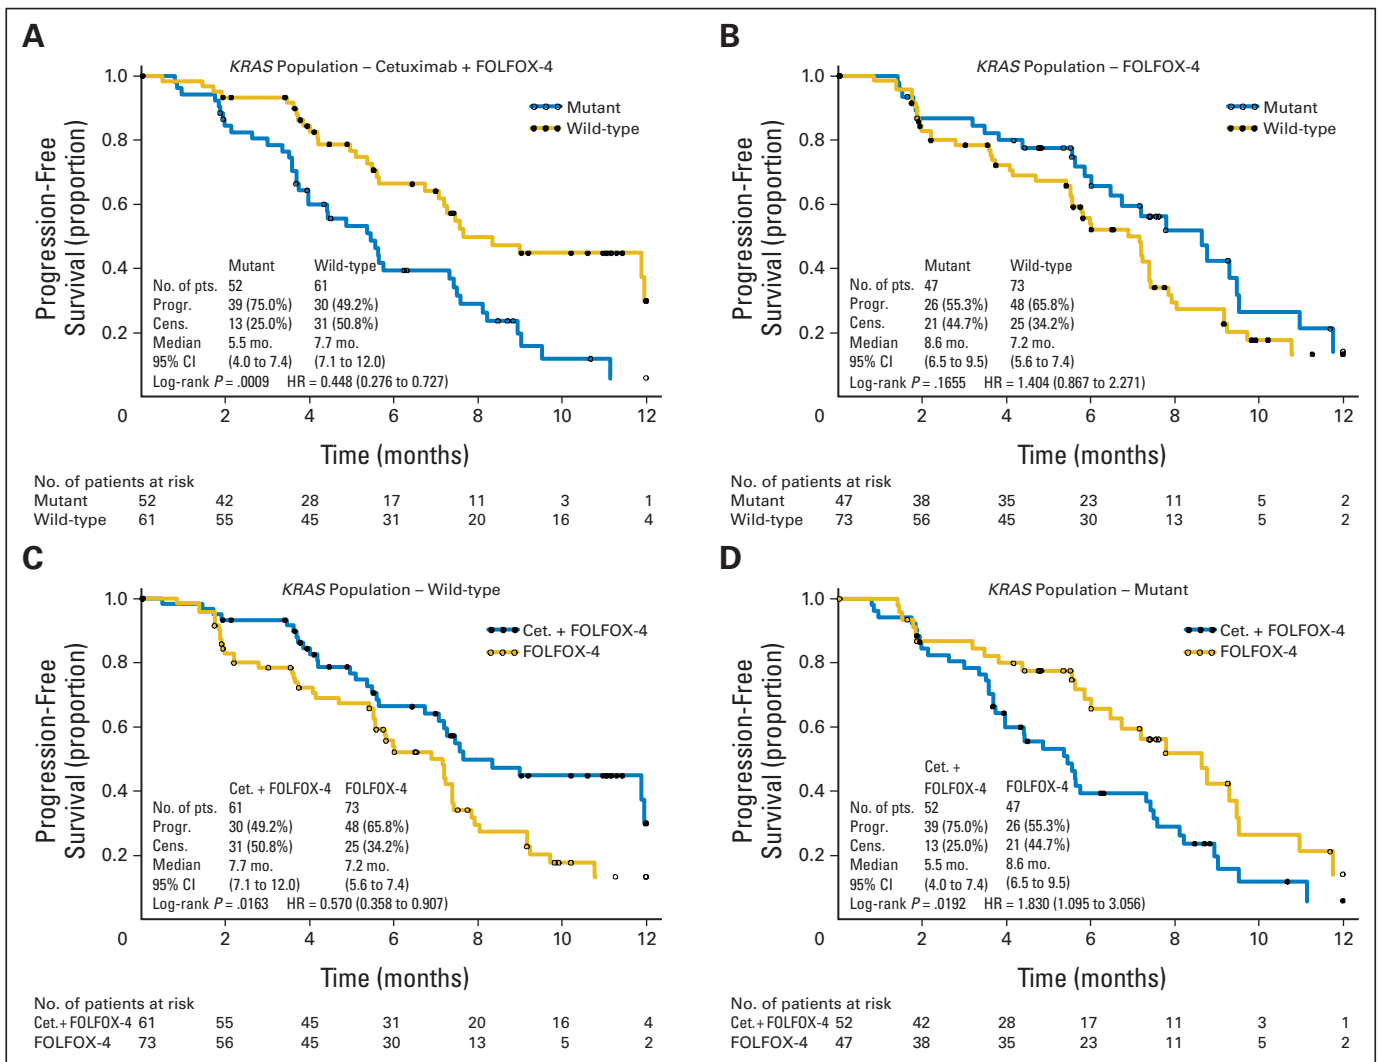 A
KRAS Population – Cetuximab + FOLFOX-4
Progression-Free
Survival (proportion)
1.0
0.8
0.6
0.4
0.2
Mutant
Wild-type
Mutant Wild-type
No. of pts. 52 61
Progr. 39 (75.0%) 30 (49.2%)
Cens. 13 (25.0%) 31 (50.8%)
Median 5.5 mo. 7.7 mo.
95% CI (4.0 to 7.4) (7.1 to 12.0)
Log-rank P = .0009 HR = 0.448 (0.276 to 0.727)
0 2 4 6 8 10 12
Time (months)
No. of patients at risk
Mutant 52 42 28 17 11 3 1
Wild-type 61 55 45 31 20 16 4
B
KRAS Population – FOLFOX-4
Progression-Free
Survival (proportion)
1.0
0.8
0.6
0.4
0.2
Mutant
Wild-type
Mutant Wild-type
No. of pts. 47 73
Progr. 26 (55.3%) 48 (65.8%)
Cens. 21 (44.7%) 25 (34.2%)
Median 8.6 mo. 7.2 mo.
95% CI (6.5 to 9.5) (5.6 to 7.4)
Log-rank P = .1655 HR = 1.404 (0.867 to 2.271)
0 2 4 6 8 10 12
Time (months)
No. of patients at risk
Mutant 47 38 35 23 11 5 2
Wild-type 73 56 45 30 13 5 2
C
KRAS Population – Wild-type
Progression-Free
Survival (proportion)
1.0
0.8
0.6
0.4
0.2
Cet. + FOLFOX-4
FOLFOX-4
Cet. + FOLFOX-4 FOLFOX-4
No. of pts. 61 73
Progr. 30 (49.2%) 48 (65.8%)
Cens. 31 (50.8%) 25 (34.2%)
Median 7.7 mo. 7.2 mo.
95% CI (7.1 to 12.0) (5.6 to 7.4)
Log-rank P = .0163 HR = 0.570 (0.358 to 0.907)
0 2 4 6 8 10 12
Time (months)
No. of patients at risk
Cet.+ FOLFOX-4 61 55 45 31 20 16 4
FOLFOX-4 73 56 45 30 13 5 2
D
KRAS Population – Mutant
Progression-Free
Survival (proportion)
1.0
0.8
0.6
0.4
0.2
Cet. + FOLFOX-4
FOLFOX-4
Cet. +
FOLFOX-4 FOLFOX-4
No. of pts. 52 47
Progr. 39 (75.0%) 26 (55.3%)
Cens. 13 (25.0%) 21 (44.7%)
Median 5.5 mo. 8.6 mo.
95% CI (4.0 to 7.4) (6.5 to 9.5)
Log-rank P = .0192 HR = 1.830 (1.095 to 3.056)
0 2 4 6 8 10 12
Time (months)
No. of patients at risk
Cet.+ FOLFOX-4 52 42 28 17 11 3 1
FOLFOX-4 47 38 35 23 11 5 2